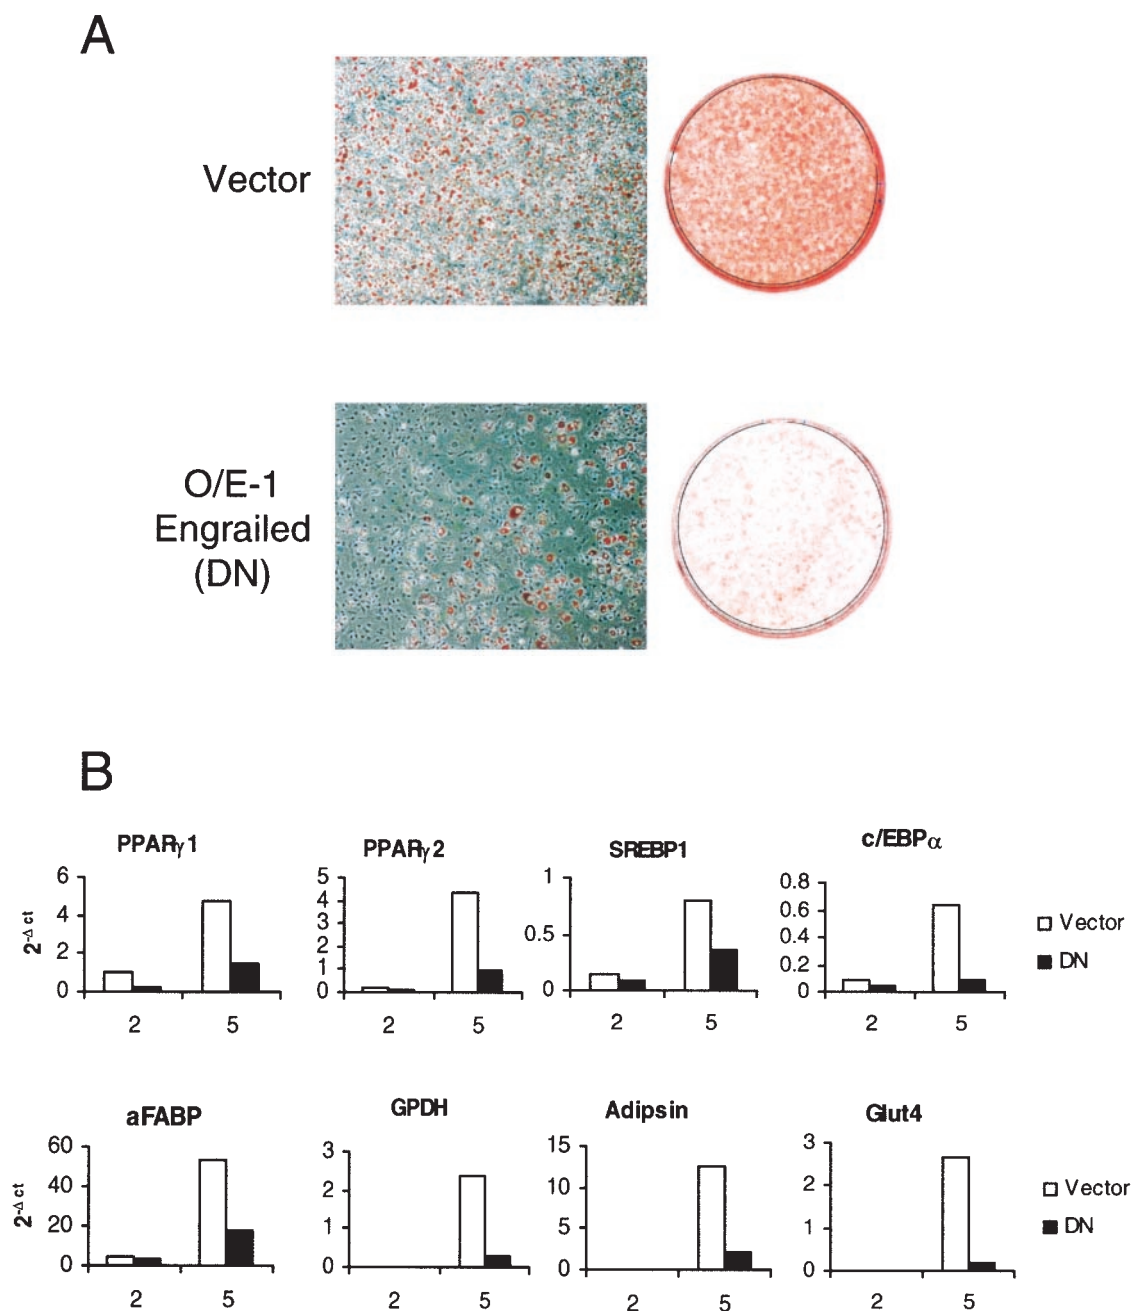 A
Vector
O/E-1
Engrailed
(DN)
B
PPARγ1
PPARγ2
SREBP1
c/EBPα
6
4
2
0
2^-Δ ct
2
5
5
4
3
2
1
0
2
5
1
0.5
0
2
5
0.8
0.6
0.4
0.2
0
2
5
Vector
DN
aFABP
GPDH
Adipsin
Glut4
60
40
20
0
2^-Δ ct
2
5
3
2
1
0
2
5
15
10
5
0
2
5
3
2
1
0
2
5
Vector
DN